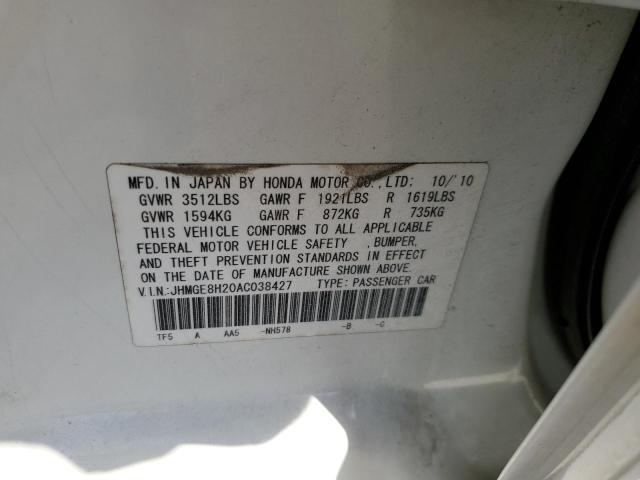 MFD. IN JAPAN BY HONDA MOTOR CO.,LTD: 10/'10
GVWR 3512LBS GAWR F 1921LBS R 1619LBS
GVWR 1594KG GAWR F 872KG R 735KG
THIS VEHICLE CONFORMS TO ALL APPLICABLE
FEDERAL MOTOR VEHICLE SAFETY ,BUMPER,
AND THEFT PREVENTION STANDARDS IN EFFECT
ON THE DATE OF MANUFACTURE SHOWN ABOVE.
V.I.N:JHMGE8H20AC038427 TYPE: PASSENGER CAR
TF5 A AA5 -NH578 -B -C